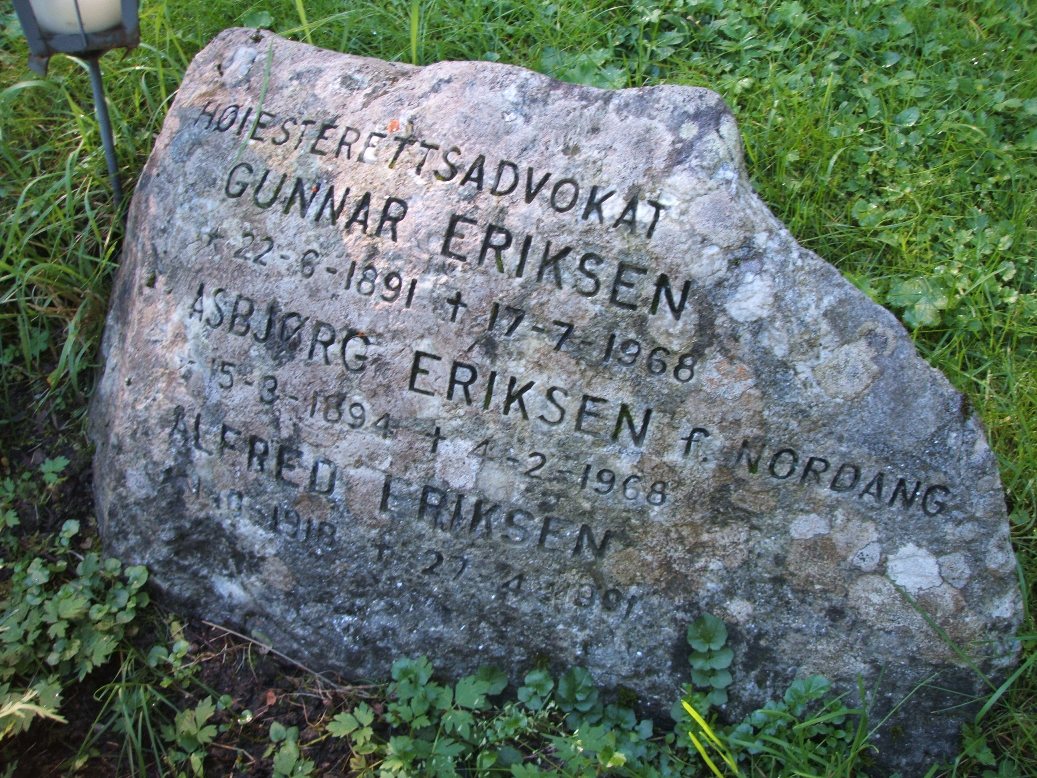 HØIESTERETTSADVOKAT
GUNNAR ERIKSEN
* 22-6-1891 † 17-7-1968
ASBJØRG ERIKSEN f. NORDANG
* 15-3-1894 † 4-2-1968
ALFRED ERIKSEN
10-1918 † 27-4-1991